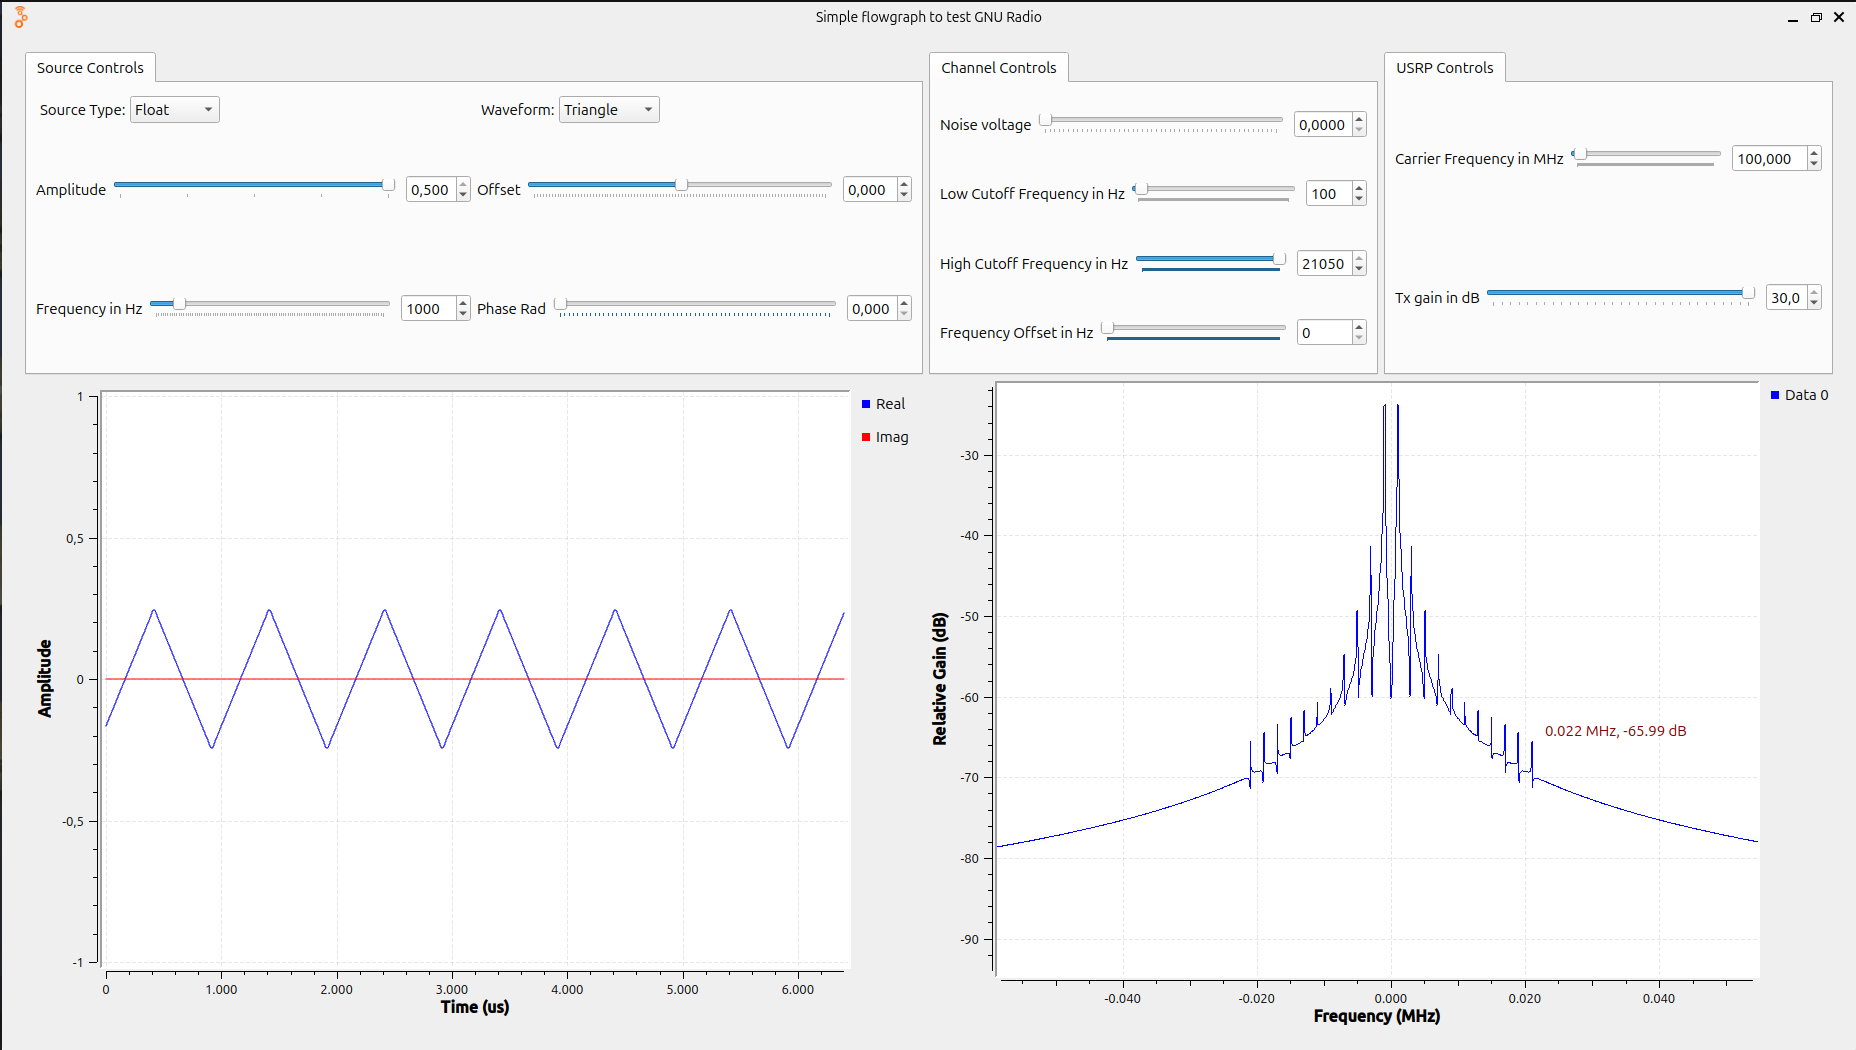 Simple flowgraph to test GNU Radio
Source Controls
Source Type: Float
Waveform: Triangle
Amplitude 0,500
Offset 0,000
Frequency in Hz 1000
Phase Rad 0,000
Channel Controls
Noise voltage 0,0000
Low Cutoff Frequency in Hz 100
High Cutoff Frequency in Hz 21050
Frequency Offset in Hz 0
USRP Controls
Carrier Frequency in MHz 100,000
Tx gain in dB 30,0
1
0,5
0
-0,5
-1
Amplitude
0 1.000 2.000 3.000 4.000 5.000 6.000
Time (us)
Real
Imag
-30
-40
-50
-60
-70
-80
-90
Relative Gain (dB)
0.022 MHz, -65.99 dB
-0.040 -0.020 0.000 0.020 0.040
Frequency (MHz)
Data 0